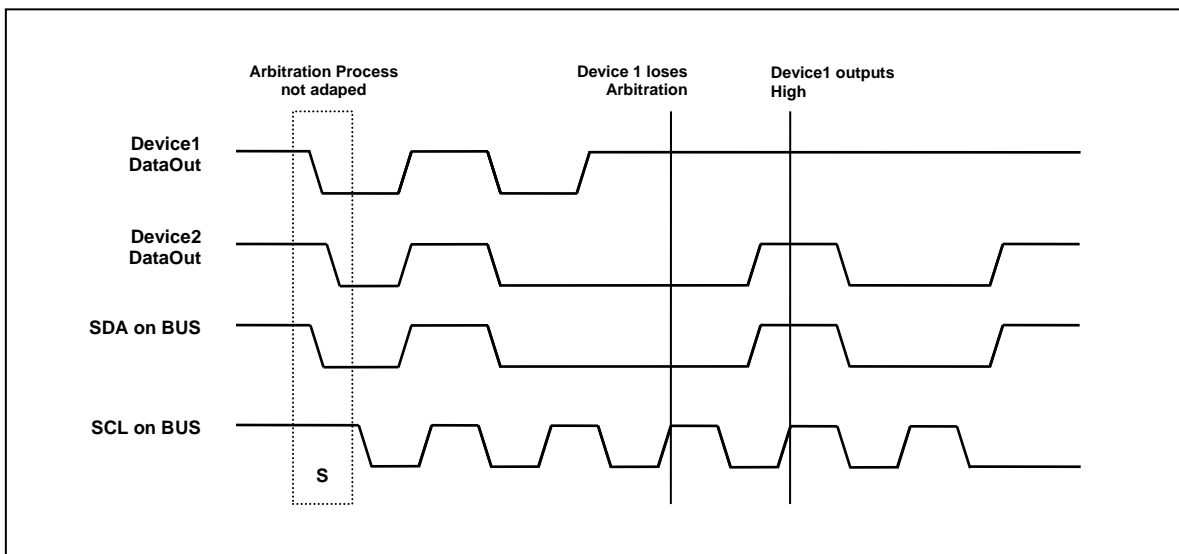 Arbitration Process
not adaped
Device 1 loses
Arbitration
Device1 outputs
High
Device1
DataOut
Device2
DataOut
SDA on BUS
SCL on BUS
S